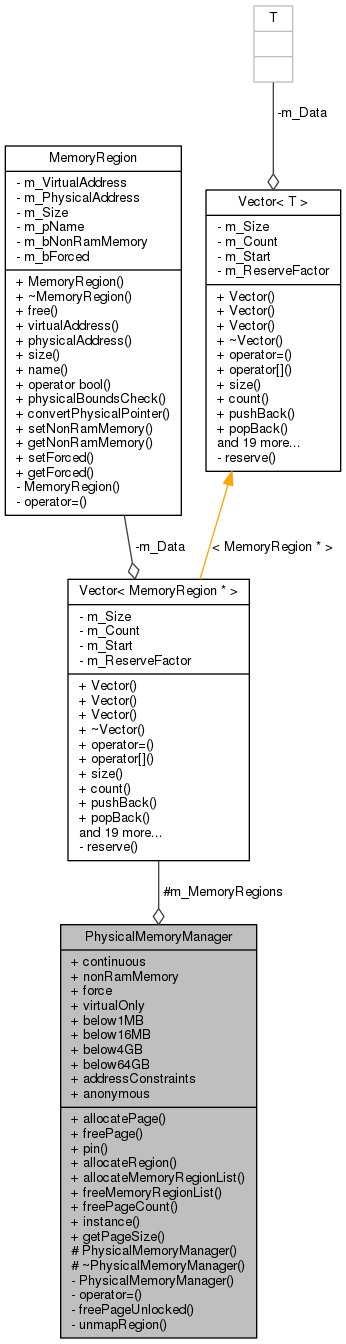 T
-m_Data
MemoryRegion
- m_VirtualAddress
- m_PhysicalAddress
- m_Size
- m_pName
- m_bNonRamMemory
- m_bForced
+ MemoryRegion()
+ ~MemoryRegion()
+ free()
+ virtualAddress()
+ physicalAddress()
+ size()
+ name()
+ operator bool()
+ physicalBoundsCheck()
+ convertPhysicalPointer()
+ setNonRamMemory()
+ getNonRamMemory()
+ setForced()
+ getForced()
- MemoryRegion()
- operator=()
Vector< T >
- m_Size
- m_Count
- m_Start
- m_ReserveFactor
+ Vector()
+ Vector()
+ Vector()
+ ~Vector()
+ operator=()
+ operator[]()
+ size()
+ count()
+ pushBack()
+ popBack()
and 19 more...
- reserve()
-m_Data
< MemoryRegion * >
Vector< MemoryRegion * >
- m_Size
- m_Count
- m_Start
- m_ReserveFactor
+ Vector()
+ Vector()
+ Vector()
+ ~Vector()
+ operator=()
+ operator[]()
+ size()
+ count()
+ pushBack()
+ popBack()
and 19 more...
- reserve()
#m_MemoryRegions
PhysicalMemoryManager
+ continuous
+ nonRamMemory
+ force
+ virtualOnly
+ below1MB
+ below16MB
+ below4GB
+ below64GB
+ addressConstraints
+ anonymous
+ allocatePage()
+ freePage()
+ pin()
+ allocateRegion()
+ allocateMemoryRegionList()
+ freeMemoryRegionList()
+ freePageCount()
+ instance()
+ getPageSize()
# PhysicalMemoryManager()
# ~PhysicalMemoryManager()
- PhysicalMemoryManager()
- operator=()
- freePageUnlocked()
- unmapRegion()